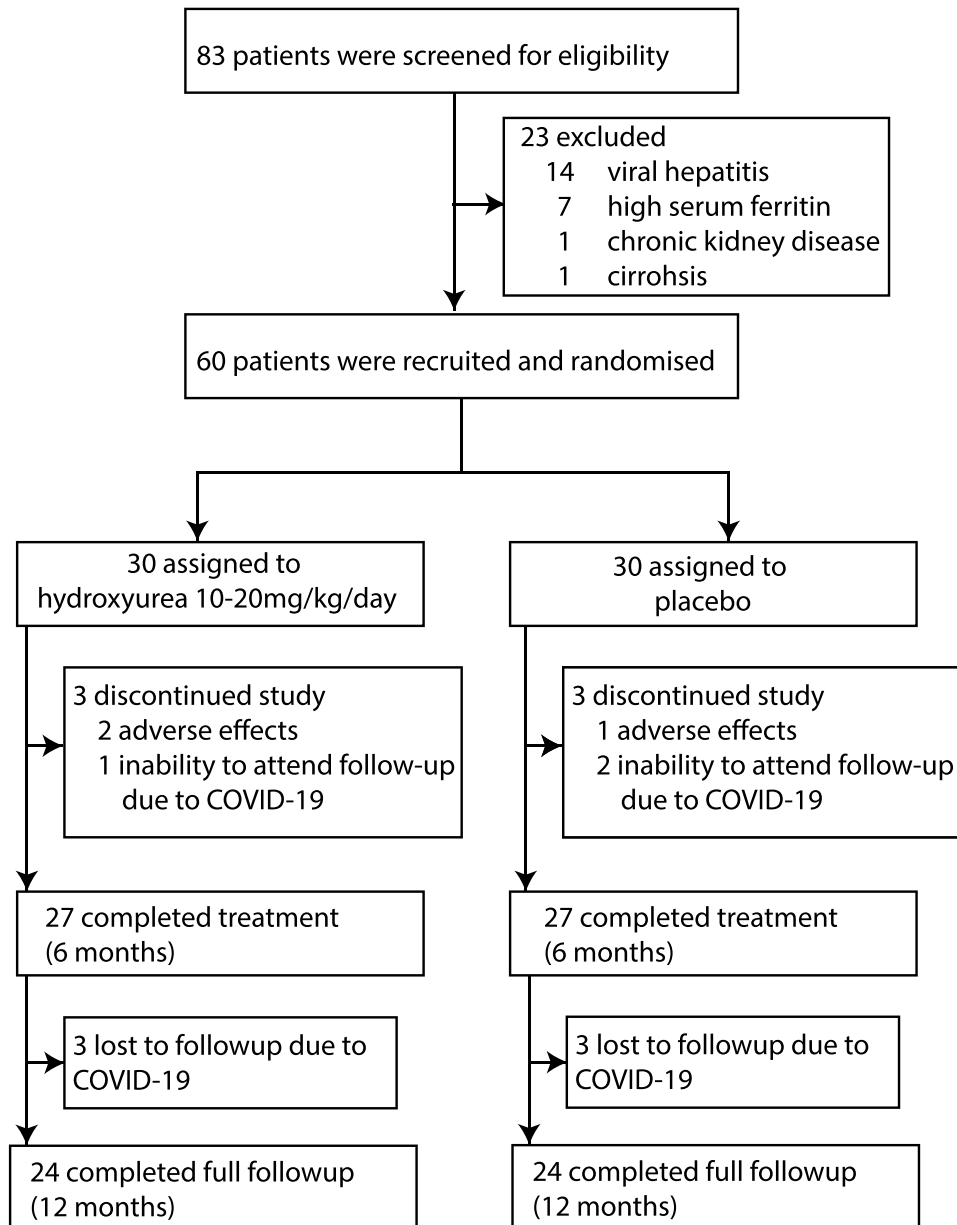 83 patients were screened for eligibility
23 excluded
14 viral hepatitis
7 high serum ferritin
1 chronic kidney disease
1 cirrohsis
60 patients were recruited and randomised
30 assigned to
hydroxyurea 10-20mg/kg/day
30 assigned to
placebo
3 discontinued study
2 adverse effects
1 inability to attend follow-up
due to COVID-19
3 discontinued study
1 adverse effects
2 inability to attend follow-up
due to COVID-19
27 completed treatment
(6 months)
27 completed treatment
(6 months)
3 lost to followup due to
COVID-19
3 lost to followup due to
COVID-19
24 completed full followup
(12 months)
24 completed full followup
(12 months)